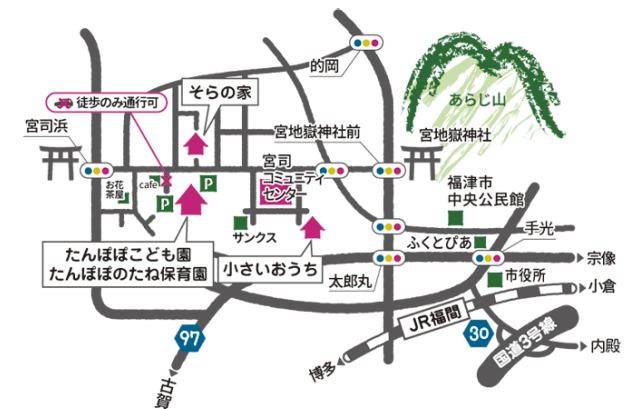 的岡
そらの家
徒歩のみ通行可
あらじ山
宮司浜
宮地嶽神社前
宮地嶽神社
宮司
コミューティ
センター
お花
茶屋
cafe
P
P
福津市
中央公民館
サンクス
手光
ふくとぴあ
たんぽぽこども園
たんぽぽのたね保育園
小さいおうち
太郎丸
宗像
市役所
小倉
JR福間
97
30
国道3号線
内殿
博多
古賀